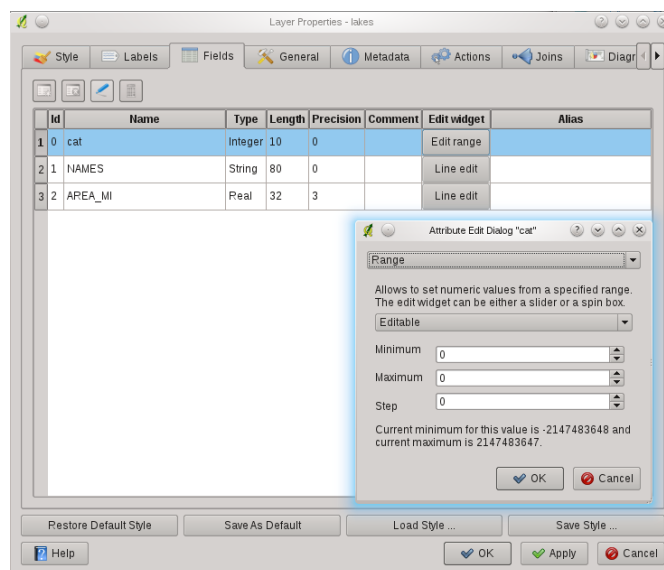 Layer Properties - lakes
Style Labels Fields General Metadata Actions Joins Diagr
Id Name Type Length Precision Comment Edit widget Alias
1 0 cat Integer 10 0 Edit range
2 1 NAMES String 80 0 Line edit
3 2 AREA_MI Real 32 3 Line edit
Attribute Edit Dialog "cat"
Range
Allows to set numeric values from a specified range.
The edit widget can be either a slider or a spin box.
Editable
Minimum 0
Maximum 0
Step 0
Current minimum for this value is -2147483648 and
current maximum is 2147483647.
OK Cancel
Restore Default Style Save As Default Load Style ... Save Style ...
Help OK Apply Cancel